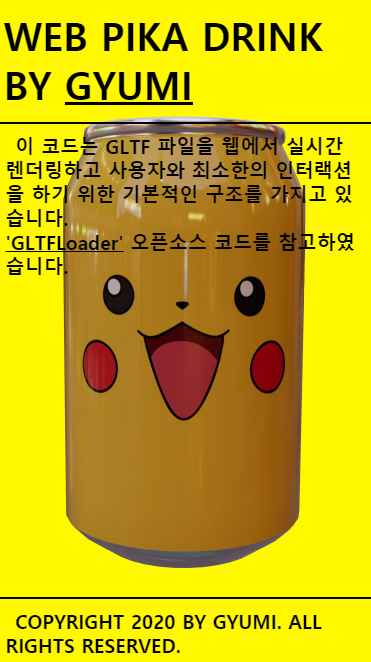 WEB PIKA DRINK
BY GYUMI
이 코드는 GLTF 파일을 웹에서 실시간
렌더링하고 사용자와 최소한의 인터랙션
을 하기 위한 기본적인 구조를 가지고 있
습니다.
'GLTFLoader' 오픈소스 코드를 참고하였
습니다.
COPYRIGHT 2020 BY GYUMI. ALL
RIGHTS RESERVED.